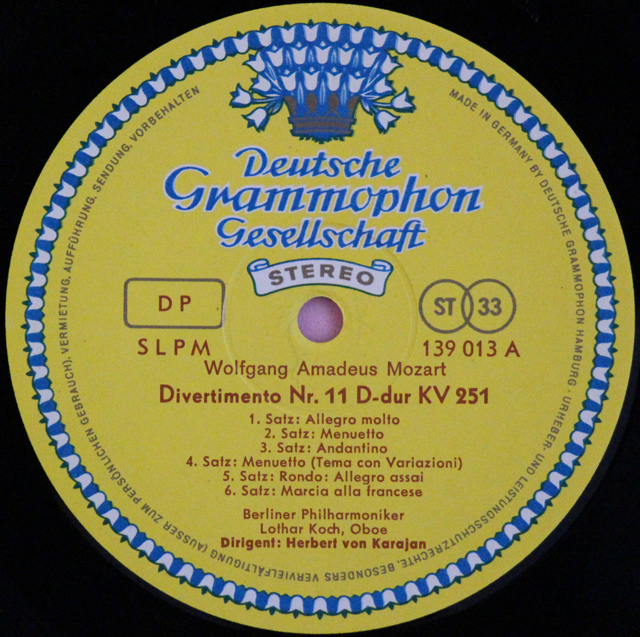 Deutsche
Grammophon
Gesellschaft
STEREO
DP
ST 33
SLPM
139 013 A
Wolfgang Amadeus Mozart
Divertimento Nr. 11 D-dur KV 251
1. Satz: Allegro molto
2. Satz: Menuetto
3. Satz: Andantino
4. Satz: Menuetto (Tema con Variazioni)
5. Satz: Rondo: Allegro assai
6. Satz: Marcia alla francese
Berliner Philharmoniker
Lothar Koch, Oboe
Dirigent: Herbert von Karajan
MADE IN GERMANY BY DEUTSCHE GRAMMOPHON HAMBURG · URHEBER- UND LEISTUNGSSCHUTZRECHTE, BESONDERS VERVIELFÄLTIGUNG (AUSSER ZUM PERSÖNLICHEN GEBRAUCH), VERMIETUNG, AUFFÜHRUNG, SENDUNG, VORBEHALTEN